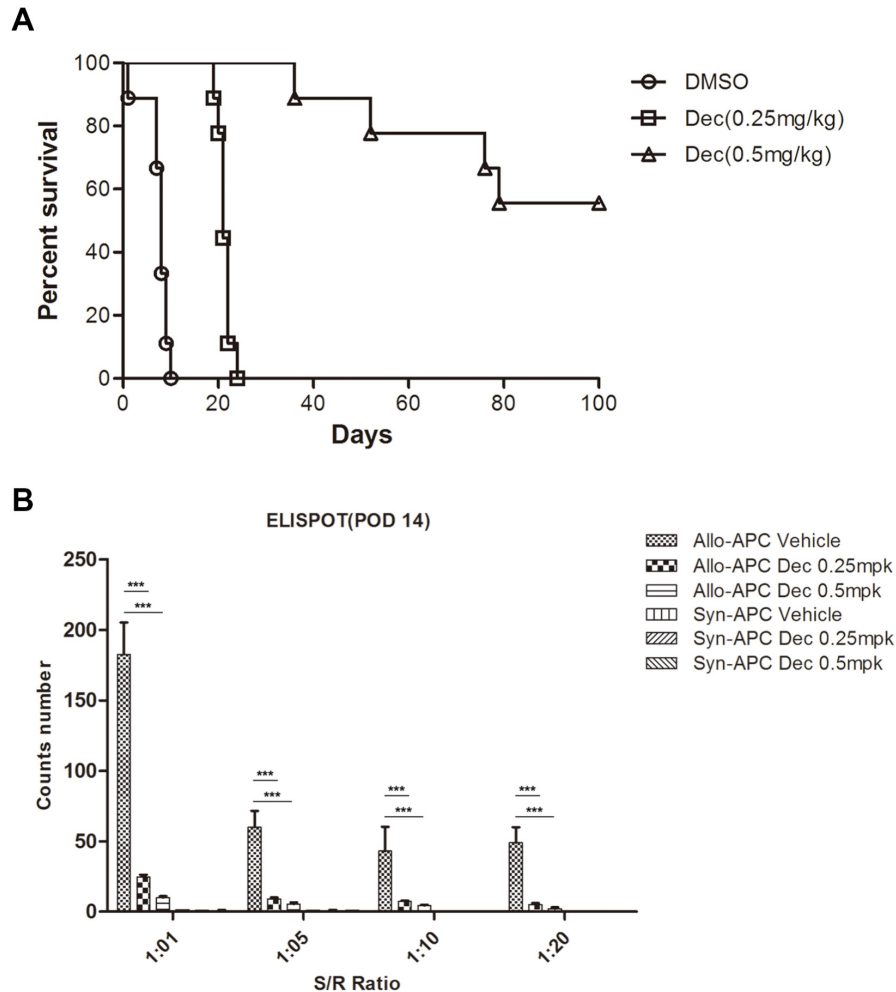 A
100
80
60
40
20
0
Percent survival
0 20 40 60 80 100
Days
DMSO
Dec(0.25mg/kg)
Dec(0.5mg/kg)
B
ELISPOT(POD 14)
250
200
150
100
50
0
Counts number
***
***
***
***
***
***
***
***
1:01 1:05 1:10 1:20
S/R Ratio
Allo-APC Vehicle
Allo-APC Dec 0.25mpk
Allo-APC Dec 0.5mpk
Syn-APC Vehicle
Syn-APC Dec 0.25mpk
Syn-APC Dec 0.5mpk